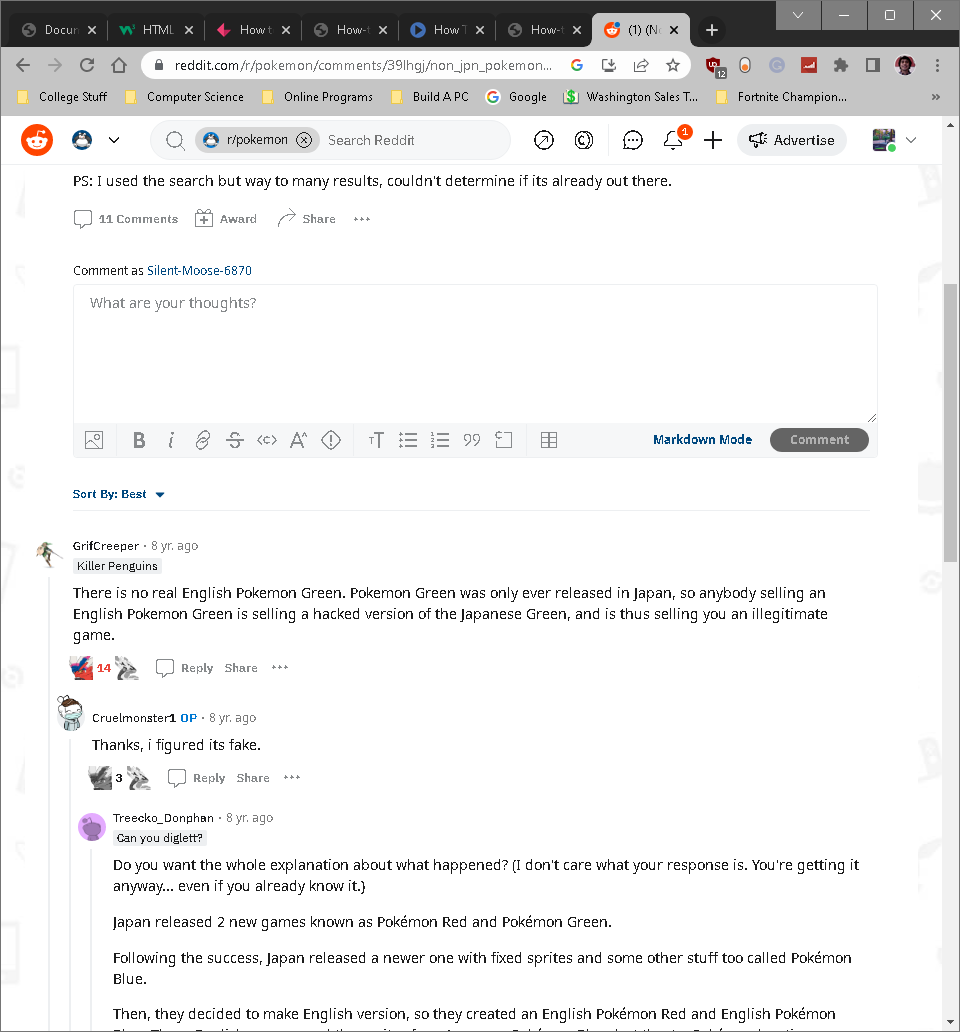 Docun
HTML
How t
How-t
How T
How-t
(1) (No
reddit.com/r/pokemon/comments/39lhgj/non_jpn_pokemon...
12
College Stuff
Computer Science
Online Programs
Build A PC
Google
Washington Sales T...
Fortnite Champion...
»
r/pokemon
Search Reddit
1
Advertise
PS: I used the search but way to many results, couldn't determine if its already out there.
11 Comments
Award
Share
Comment as Silent-Moose-6870
What are your thoughts?
Markdown Mode
Comment
Sort By: Best
GrifCreeper · 8 yr. ago
Killer Penguins
There is no real English Pokemon Green. Pokemon Green was only ever released in Japan, so anybody selling an
English Pokemon Green is selling a hacked version of the Japanese Green, and is thus selling you an illegitimate
game.
14
Reply
Share
Cruelmonster1 OP · 8 yr. ago
Thanks, i figured its fake.
3
Reply
Share
Treecko_Donphan · 8 yr. ago
Can you diglett?
Do you want the whole explanation about what happened? (I don't care what your response is. You're getting it
anyway... even if you already know it.}
Japan released 2 new games known as Pokémon Red and Pokémon Green.
Following the success, Japan released a newer one with fixed sprites and some other stuff too called Pokémon
Blue.
Then, they decided to make English version, so they created an English Pokémon Red and English Pokémon